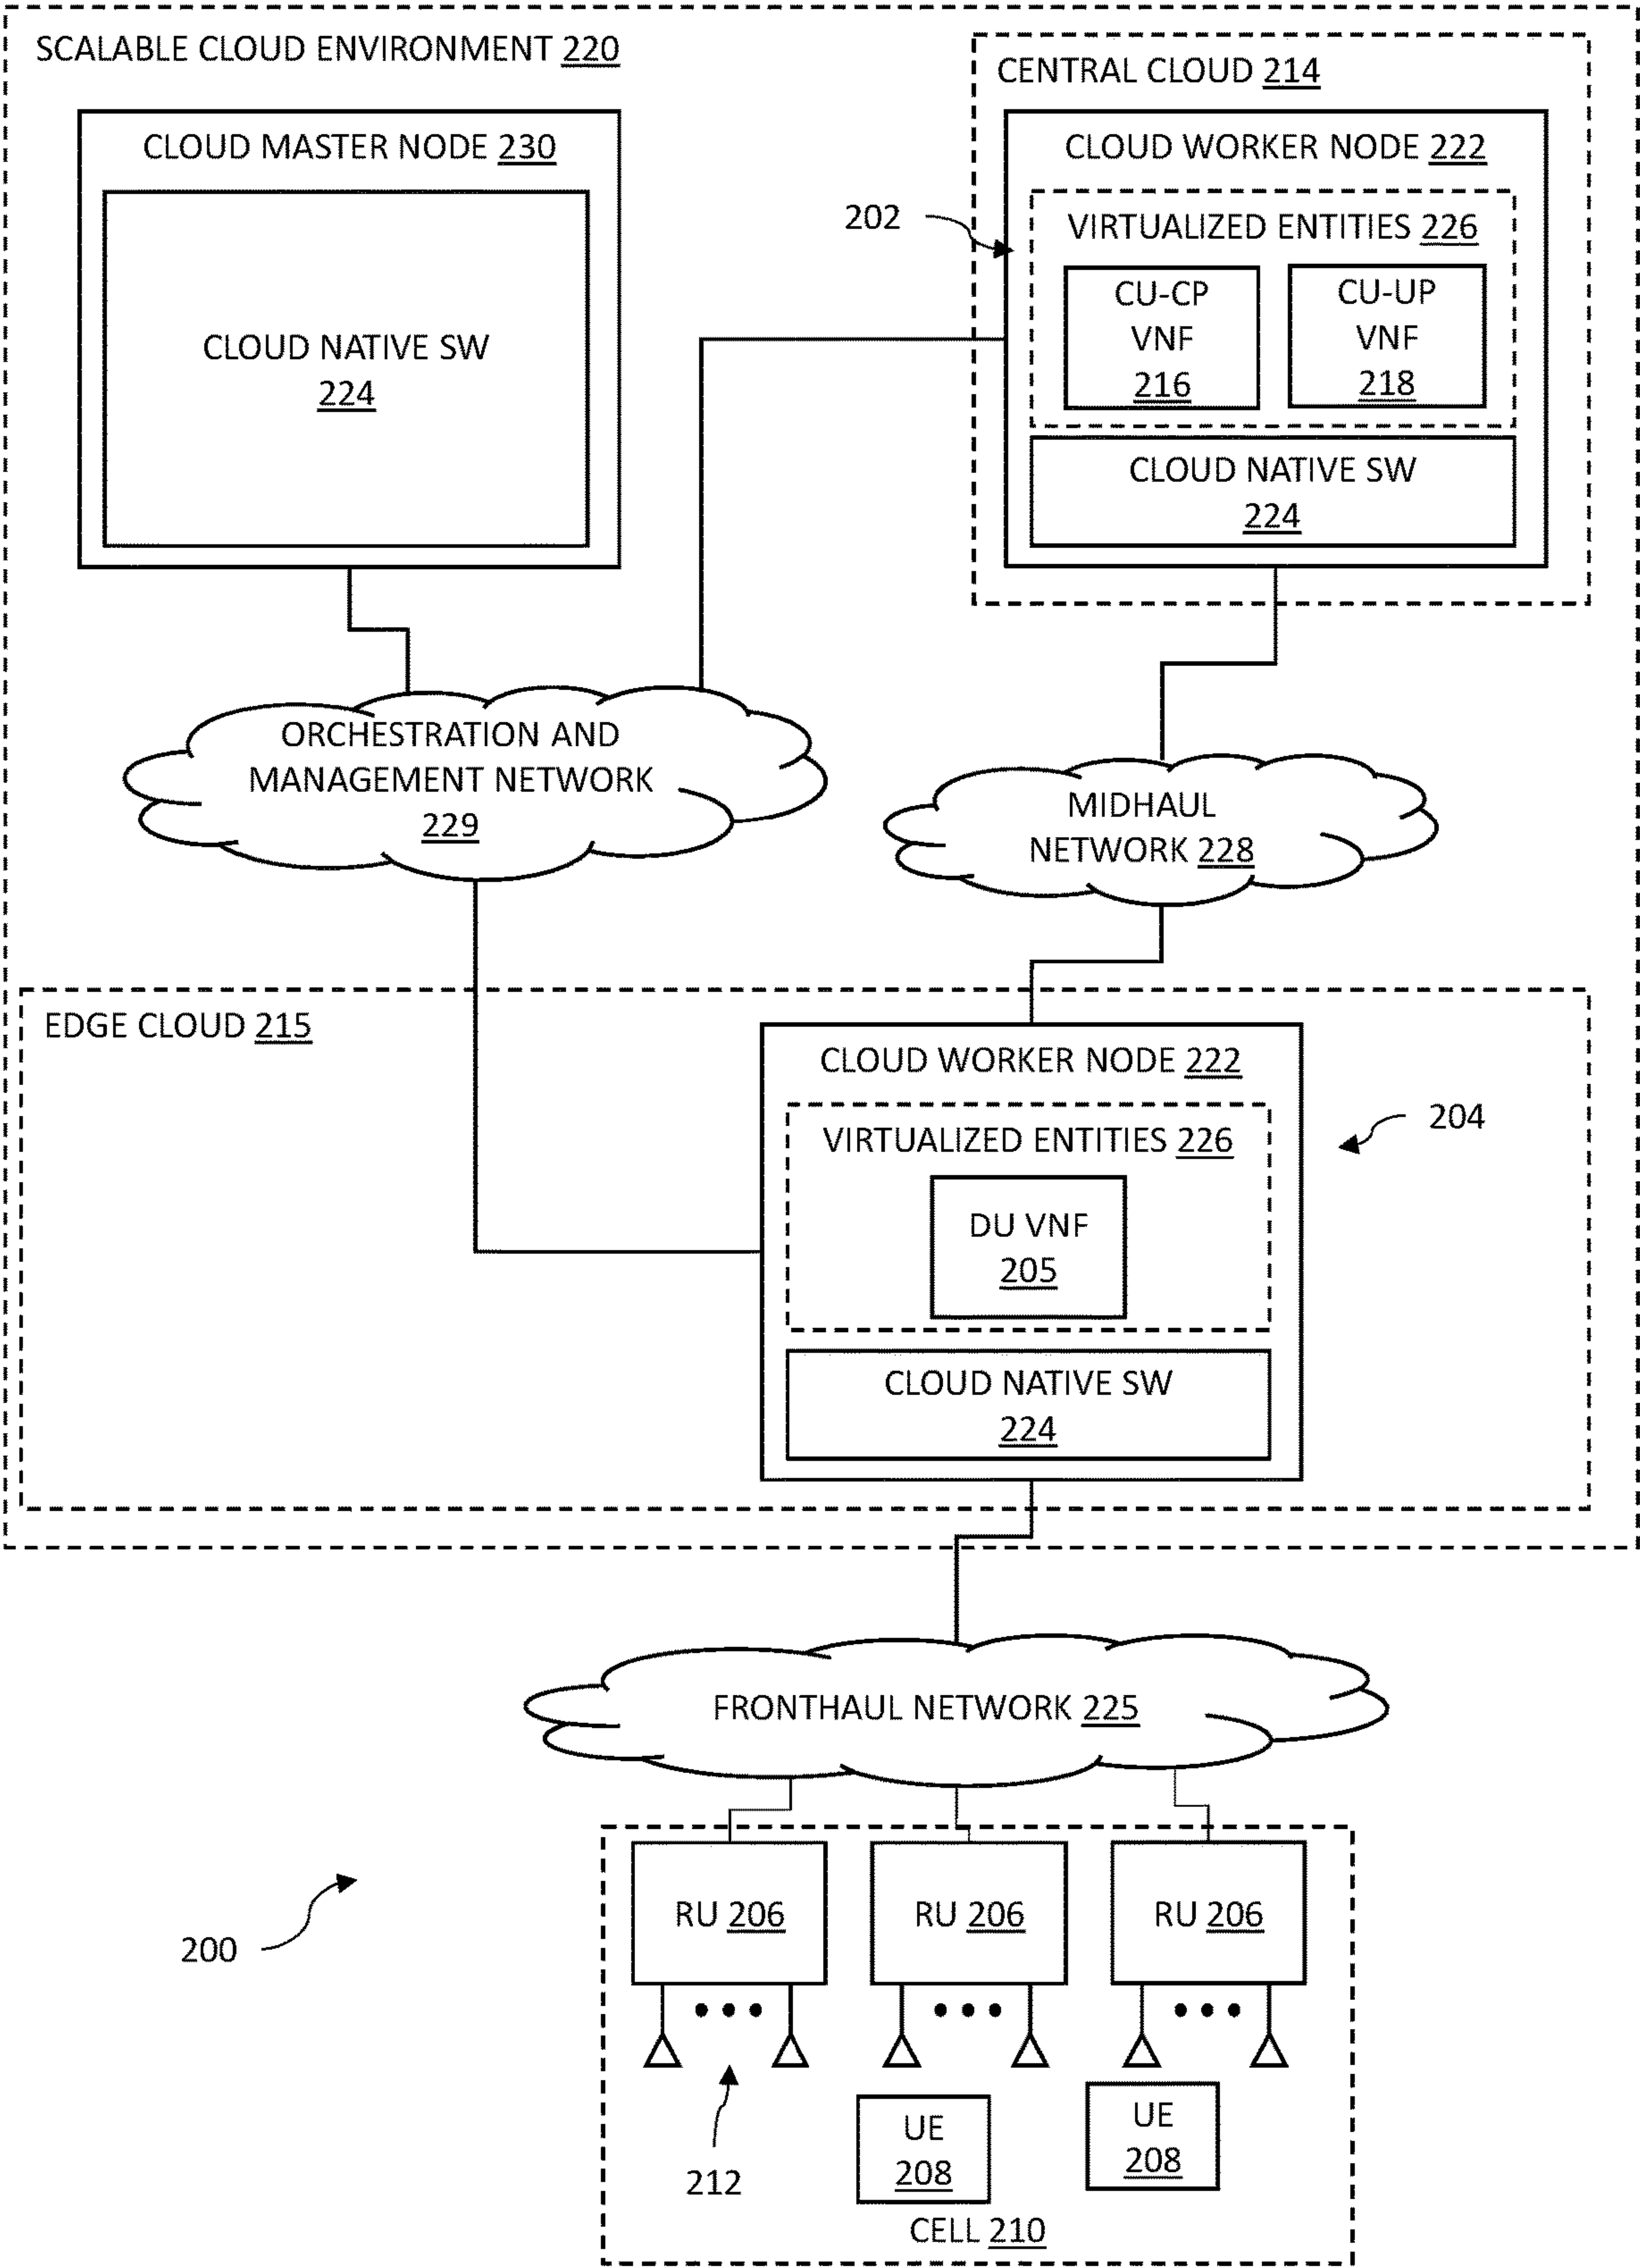 SCALABLE CLOUD ENVIRONMENT 220
CENTRAL CLOUD 214
CLOUD MASTER NODE 230
CLOUD NATIVE SW
224
CLOUD WORKER NODE 222
202
VIRTUALIZED ENTITIES 226
CU-CP
VNF
216
CU-UP
VNF
218
CLOUD NATIVE SW
224
ORCHESTRATION AND
MANAGEMENT NETWORK
229
MIDHAUL
NETWORK 228
EDGE CLOUD 215
CLOUD WORKER NODE 222
204
VIRTUALIZED ENTITIES 226
DU VNF
205
CLOUD NATIVE SW
224
FRONTHAUL NETWORK 225
200
RU 206
RU 206
RU 206
212
UE
208
UE
208
CELL 210